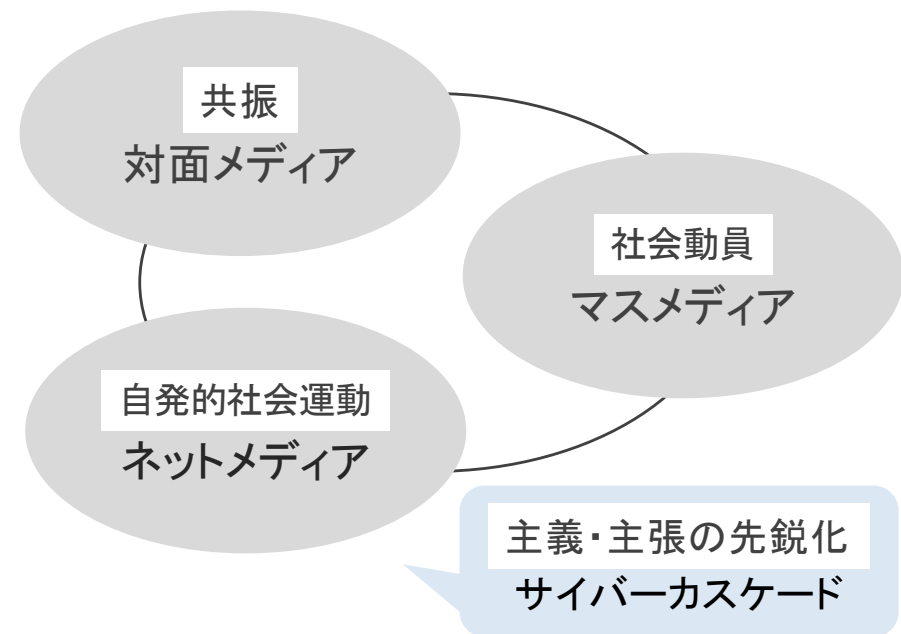 共振
対面メディア
社会動員
マスメディア
自発的社会運動
ネットメディア
主義・主張の先鋭化
サイバーカスケード